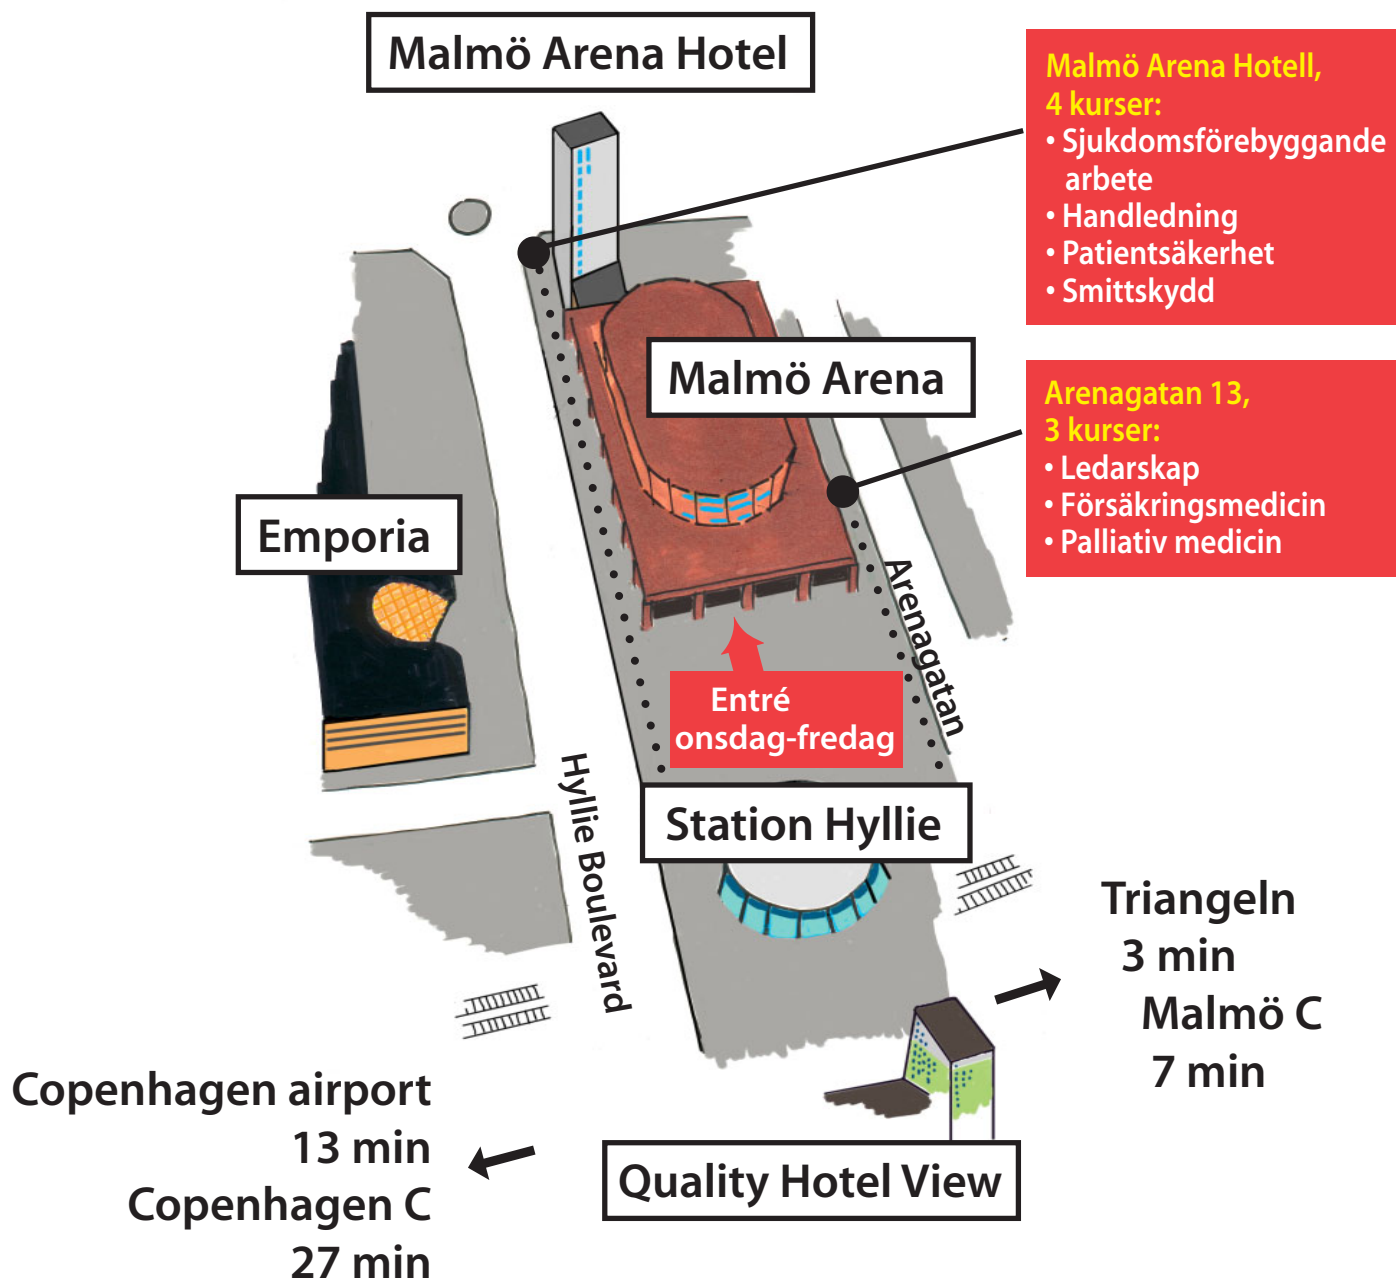 Malmö Arena Hotel
Malmö Arena Hotell,
4 kurser:
• Sjukdomsförebyggande
arbete
• Handledning
• Patientsäkerhet
• Smittskydd
Malmö Arena
Arenagatan 13,
3 kurser:
• Ledarskap
• Försäkringsmedicin
• Palliativ medicin
Emporia
Arenagatan
Entré
onsdag-fredag
Hyllie Boulevard
Station Hyllie
Triangeln
3 min
Malmö C
7 min
Copenhagen airport
13 min
Copenhagen C
27 min
Quality Hotel View